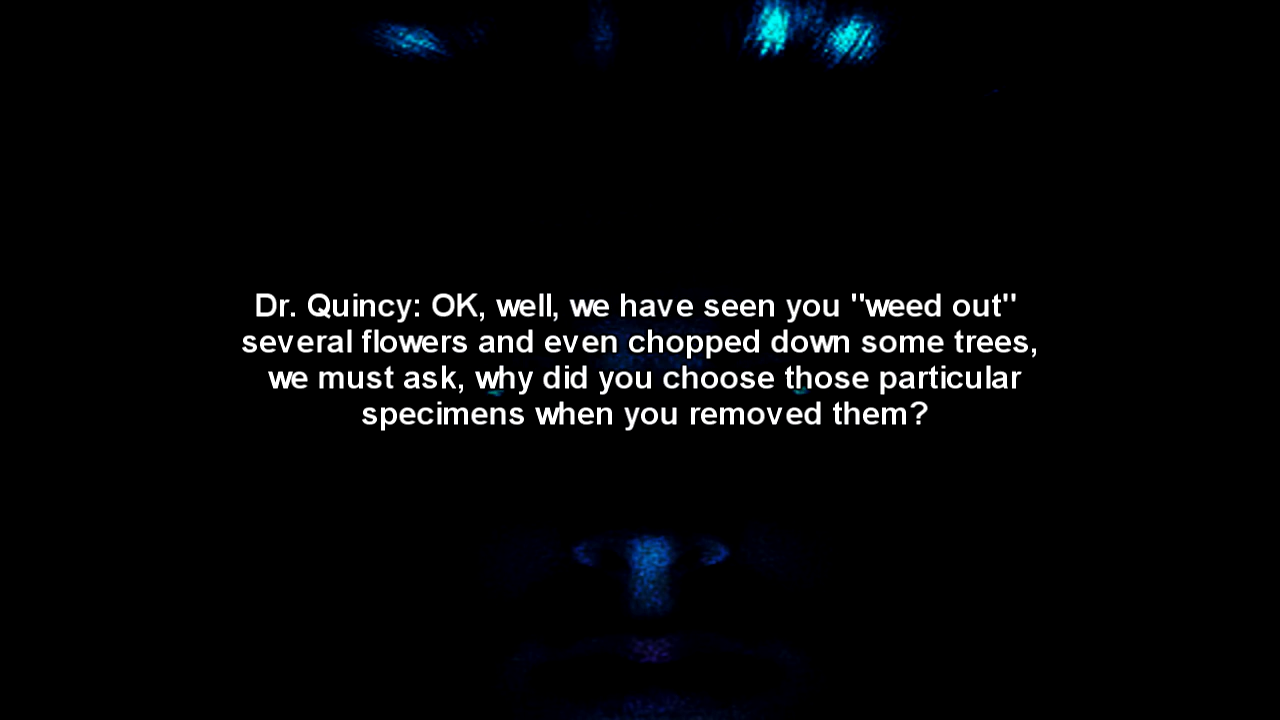 Dr. Quincy: OK, well, we have seen you "weed out"
several flowers and even chopped down some trees,
we must ask, why did you choose those particular
specimens when you removed them?